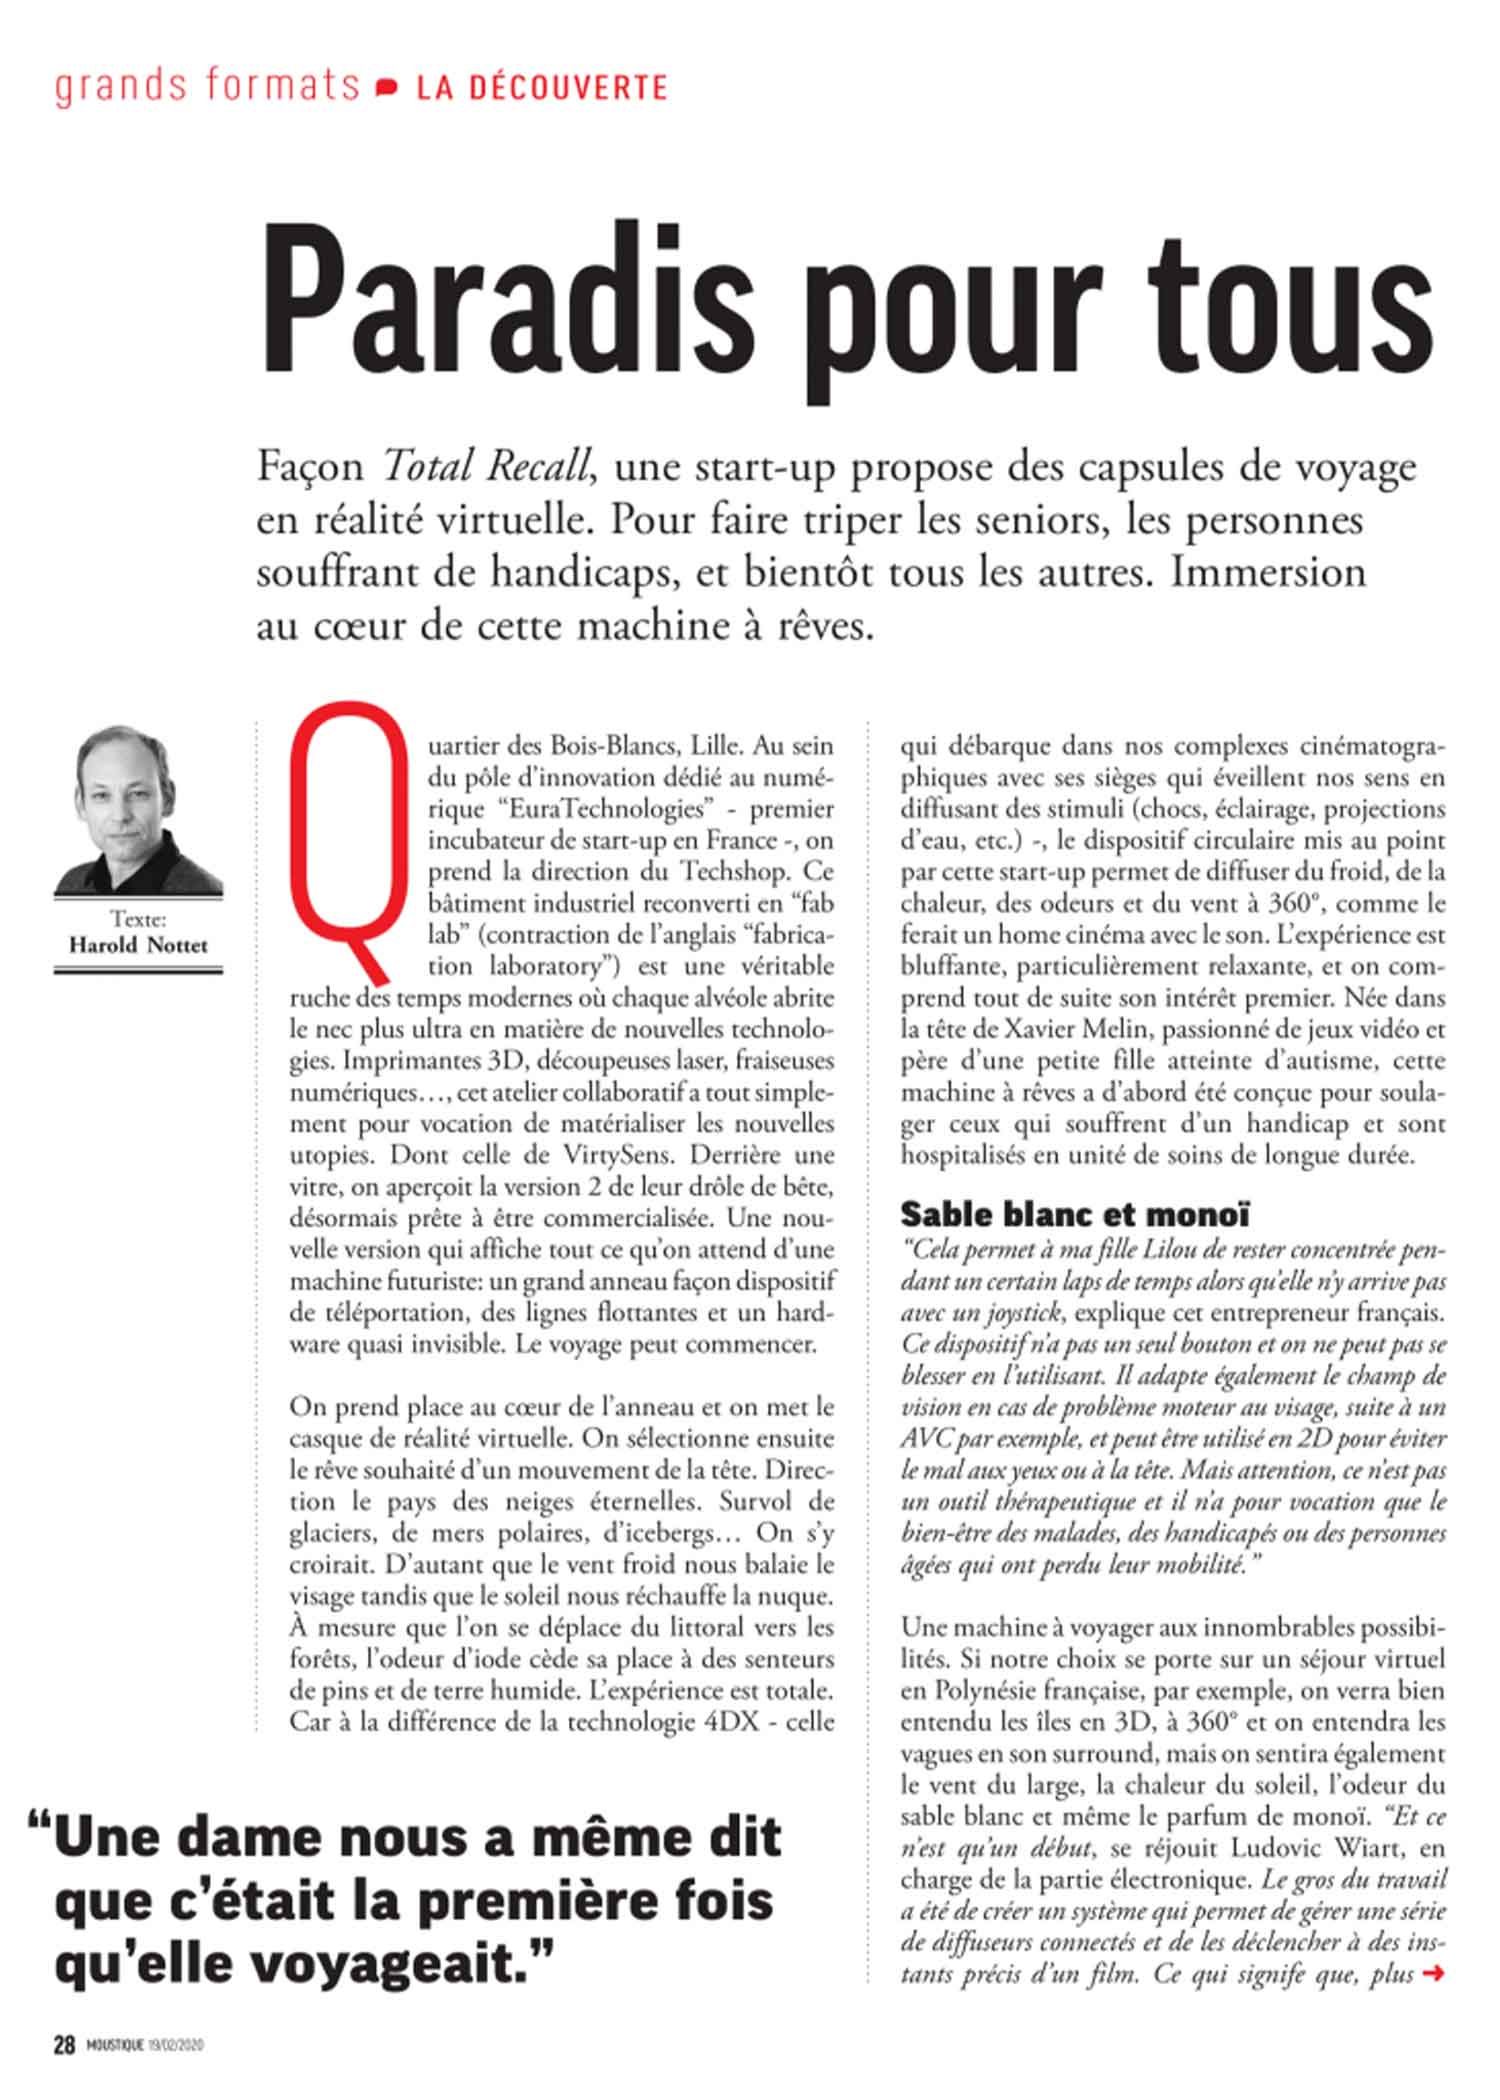 grands formats LA DÉCOUVERTE
Paradis pour tous
Façon Total Recall, une start-up propose des capsules de voyage
en réalité virtuelle. Pour faire triper les seniors, les personnes
souffrant de handicaps, et bientôt tous les autres. Immersion
au cœur de cette machine à rêves.
Texte:
Harold Nottet
Quartier des Bois-Blancs, Lille. Au sein
du pôle d'innovation dédié au numé-
rique “EuraTechnologies” - premier
incubateur de start-up en France -, on
prend la direction du Techshop. Ce
bâtiment industriel reconverti en “fab
lab” (contraction de l'anglais “fabrica-
tion laboratory”) est une véritable
ruche des temps modernes où chaque alvéole abrite
le nec plus ultra en matière de nouvelles technolo-
gies. Imprimantes 3D, découpeuses laser, fraiseuses
numériques…, cet atelier collaboratif a tout simple-
ment pour vocation de matérialiser les nouvelles
utopies. Dont celle de VirtySens. Derrière une
vitre, on aperçoit la version 2 de leur drôle de bête,
désormais prête à être commercialisée. Une nou-
velle version qui affiche tout ce qu'on attend d'une
machine futuriste: un grand anneau façon dispositif
de téléportation, des lignes flottantes et un hard-
ware quasi invisible. Le voyage peut commencer.
On prend place au cœur de l'anneau et on met le
casque de réalité virtuelle. On sélectionne ensuite
le rêve souhaité d'un mouvement de la tête. Direc-
tion le pays des neiges éternelles. Survol de
glaciers, de mers polaires, d'icebergs… On s'y
croirait. D'autant que le vent froid nous balaie le
visage tandis que le soleil nous réchauffe la nuque.
À mesure que l'on se déplace du littoral vers les
forêts, l'odeur d'iode cède sa place à des senteurs
de pins et de terre humide. L'expérience est totale.
Car à la différence de la technologie 4DX - celle
qui débarque dans nos complexes cinématogra-
phiques avec ses sièges qui éveillent nos sens en
diffusant des stimuli (chocs, éclairage, projections
d'eau, etc.) -, le dispositif circulaire mis au point
par cette start-up permet de diffuser du froid, de la
chaleur, des odeurs et du vent à 360°, comme le
ferait un home cinéma avec le son. L'expérience est
bluffante, particulièrement relaxante, et on com-
prend tout de suite son intérêt premier. Née dans
la tête de Xavier Melin, passionné de jeux vidéo et
père d'une petite fille atteinte d'autisme, cette
machine à rêves a d'abord été conçue pour soula-
ger ceux qui souffrent d'un handicap et sont
hospitalisés en unité de soins de longue durée.
Sable blanc et monoï
“Cela permet à ma fille Lilou de rester concentrée pen-
dant un certain laps de temps alors qu'elle n'y arrive pas
avec un joystick, explique cet entrepreneur français.
Ce dispositif n'a pas un seul bouton et on ne peut pas se
blesser en l'utilisant. Il adapte également le champ de
vision en cas de problème moteur au visage, suite à un
AVC par exemple, et peut être utilisé en 2D pour éviter
le mal aux yeux ou à la tête. Mais attention, ce n'est pas
un outil thérapeutique et il n'a pour vocation que le
bien-être des malades, des handicapés ou des personnes
âgées qui ont perdu leur mobilité.”
Une machine à voyager aux innombrables possibi-
lités. Si notre choix se porte sur un séjour virtuel
en Polynésie française, par exemple, on verra bien
entendu les îles en 3D, à 360° et on entendra les
vagues en son surround, mais on sentira également
le vent du large, la chaleur du soleil, l'odeur du
sable blanc et même le parfum de monoï. “Et ce
n'est qu'un début, se réjouit Ludovic Wiart, en
charge de la partie électronique. Le gros du travail
a été de créer un système qui permet de gérer une série
de diffuseurs connectés et de les déclencher à des ins-
tants précis d'un film. Ce qui signife que, plus ➜
“Une dame nous a même dit
que c'était la première fois
qu'elle voyageait.”
28 MOUSTIQUE 19/02/2020